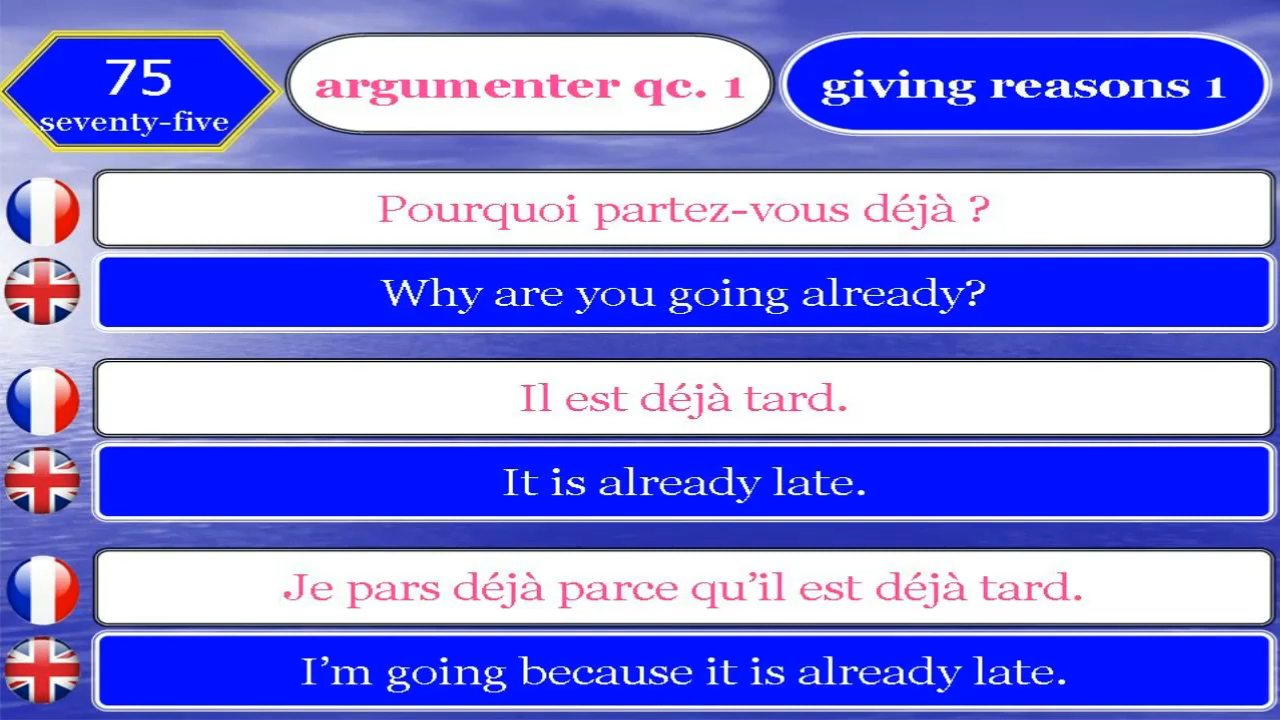 75
seventy-five
argumenter qc. 1
giving reasons 1
Pourquoi partez-vous déjà ?
Why are you going already?
Il est déjà tard.
It is already late.
Je pars déjà parce qu’il est déjà tard.
I’m going because it is already late.